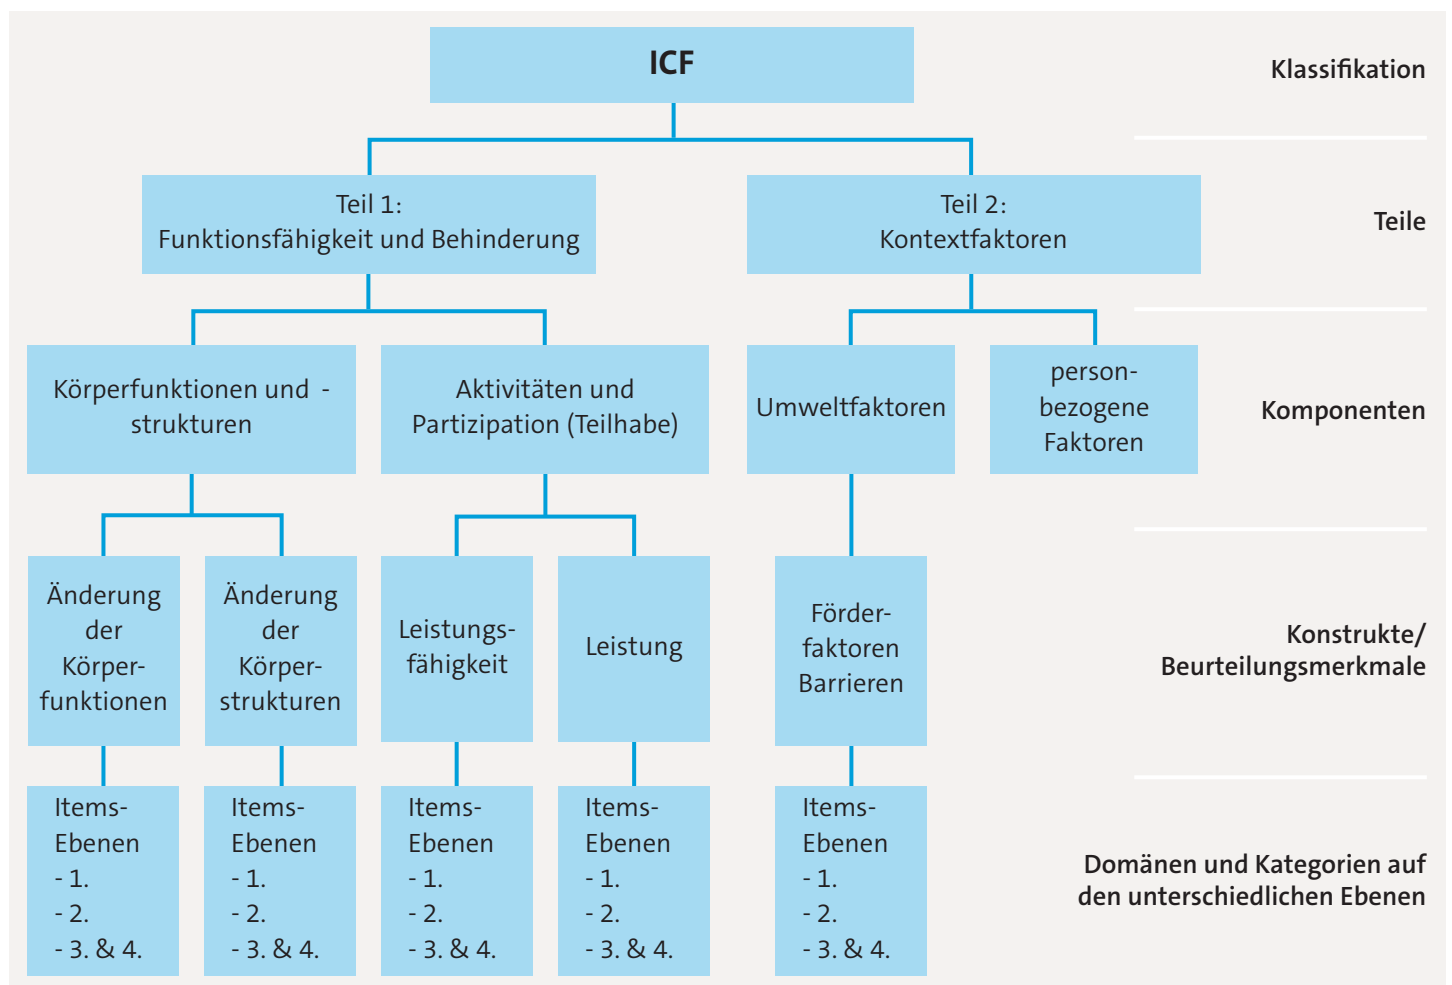 ICF
Klassifikation
Teil 1:
Funktionsfähigkeit und Behinderung
Teil 2:
Kontextfaktoren
Teile
Körperfunktionen und -
strukturen
Aktivitäten und
Partizipation (Teilhabe)
Umweltfaktoren
person-
bezogene
Faktoren
Komponenten
Änderung
der
Körper-
funktionen
Änderung
der
Körper-
strukturen
Leistungs-
fähigkeit
Leistung
Förder-
faktoren
Barrieren
Konstrukte/
Beurteilungsmerkmale
Items-
Ebenen
- 1.
- 2.
- 3. & 4.
Items-
Ebenen
- 1.
- 2.
- 3. & 4.
Items-
Ebenen
- 1.
- 2.
- 3. & 4.
Items-
Ebenen
- 1.
- 2.
- 3. & 4.
Items-
Ebenen
- 1.
- 2.
- 3. & 4.
Domänen und Kategorien auf
den unterschiedlichen Ebenen